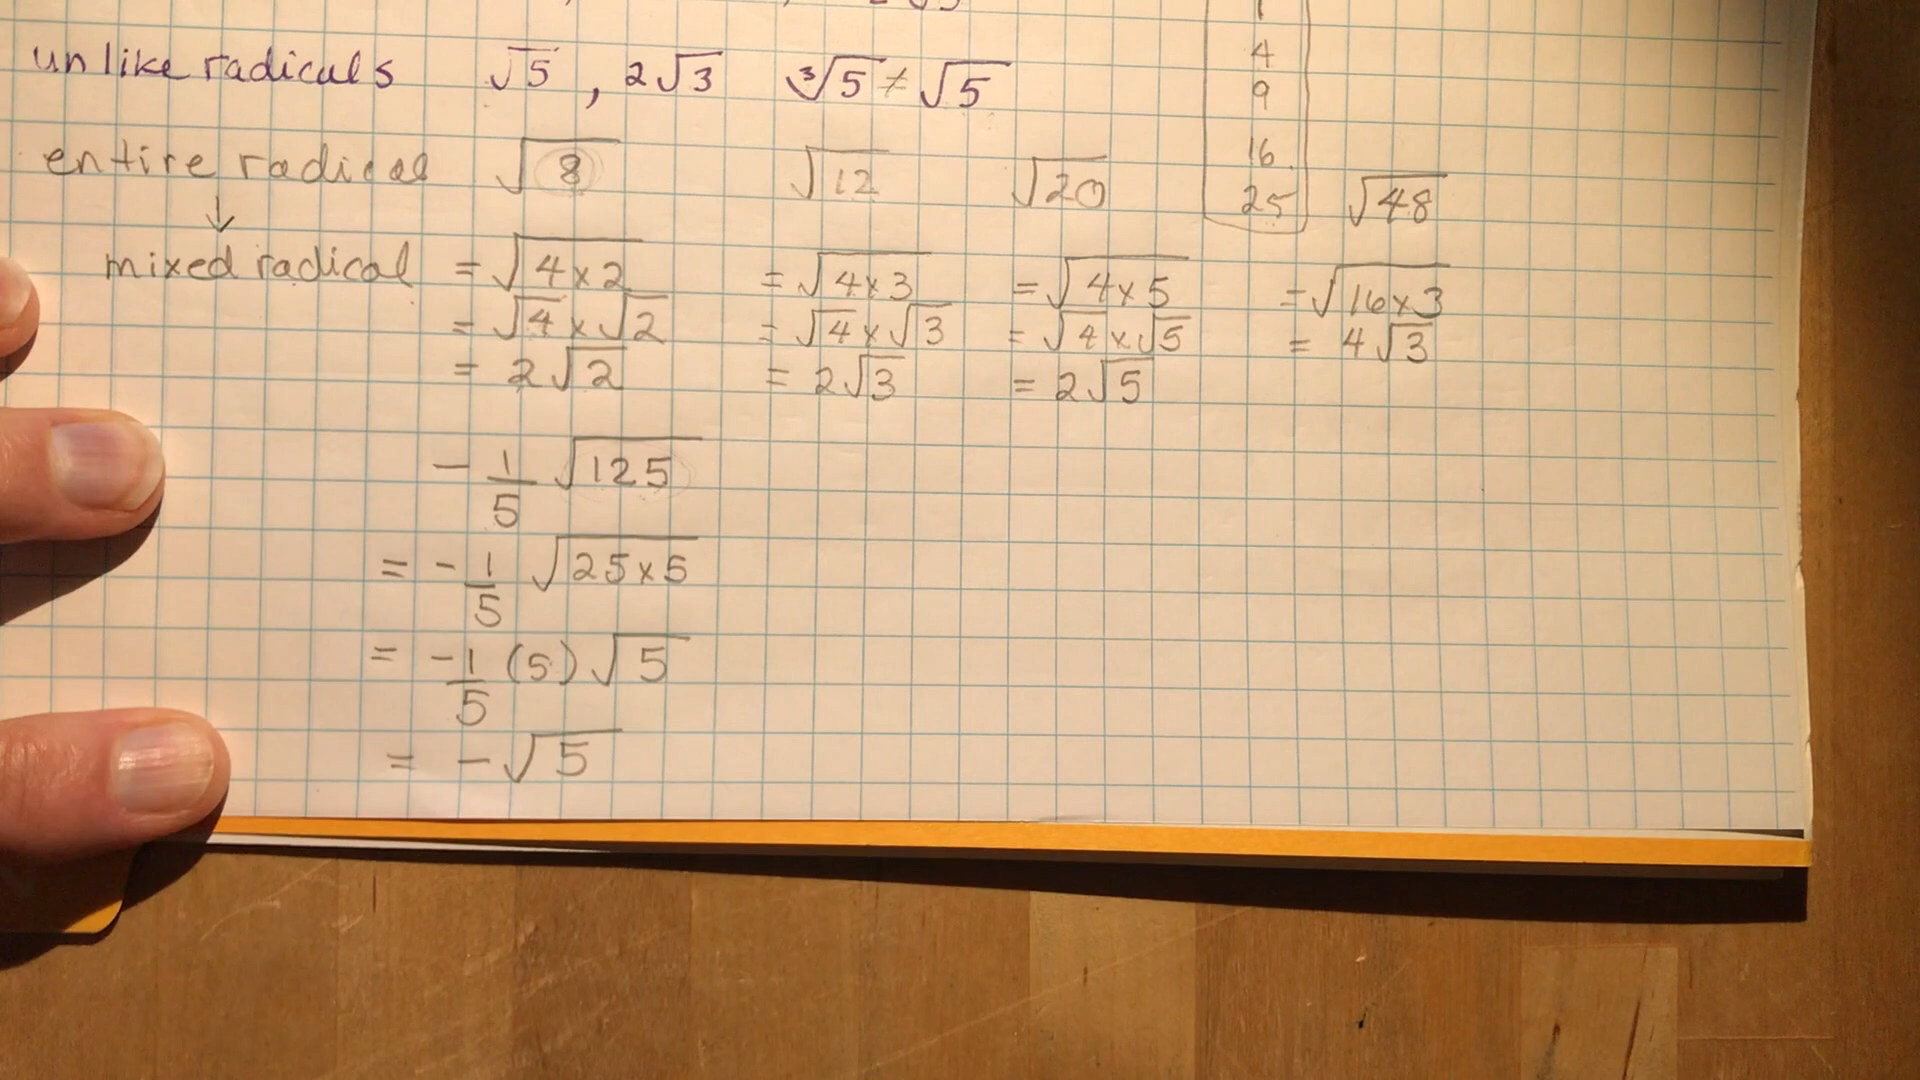 1
4
unlike radicals √5 , 2√3 ∛5 ≠ √5
9
16
entire radical √8 √12 √20 25 √48
↓
mixed radical = √4×2 = √4×3 = √4×5 = √16×3
= √4 × √2 = √4 × √3 = √4 × √5 = 4√3
= 2√2 = 2√3 = 2√5
- 1/5 √125
= - 1/5 √25×5
= - 1/5 (5) √5
= - √5